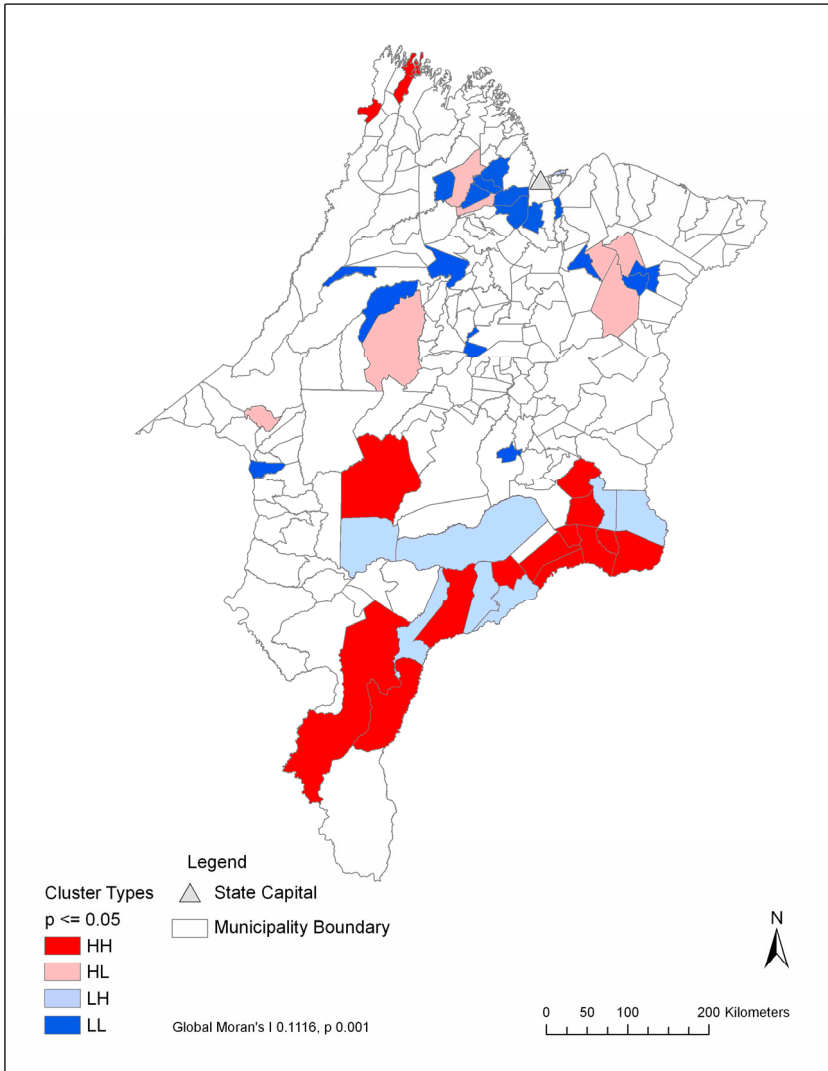 Legend
Cluster Types
State Capital
p <= 0.05
Municipality Boundary
HH
HL
LH
LL
Global Moran's I 0.1116, p 0.001
N
0 50 100 200 Kilometers